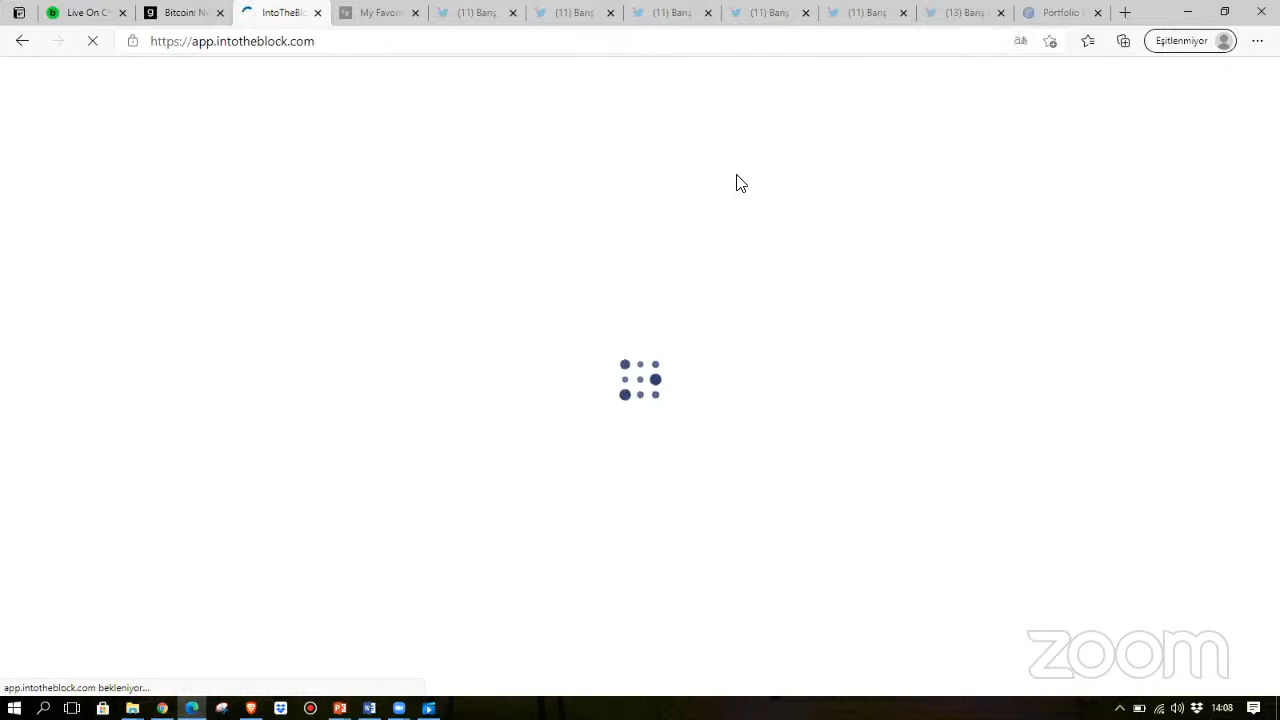 Live On C
Bitcoin: N
IntoTheBlo
My Favori
(11) Barış
(11) Barış
(11) Barış
(11) Barış
(11) Barış
(13) Barış
Portfolio
https://app.intotheblock.com
Eşitlenmiyor
zoom
app.intotheblock.com bekleniyor...
14:08